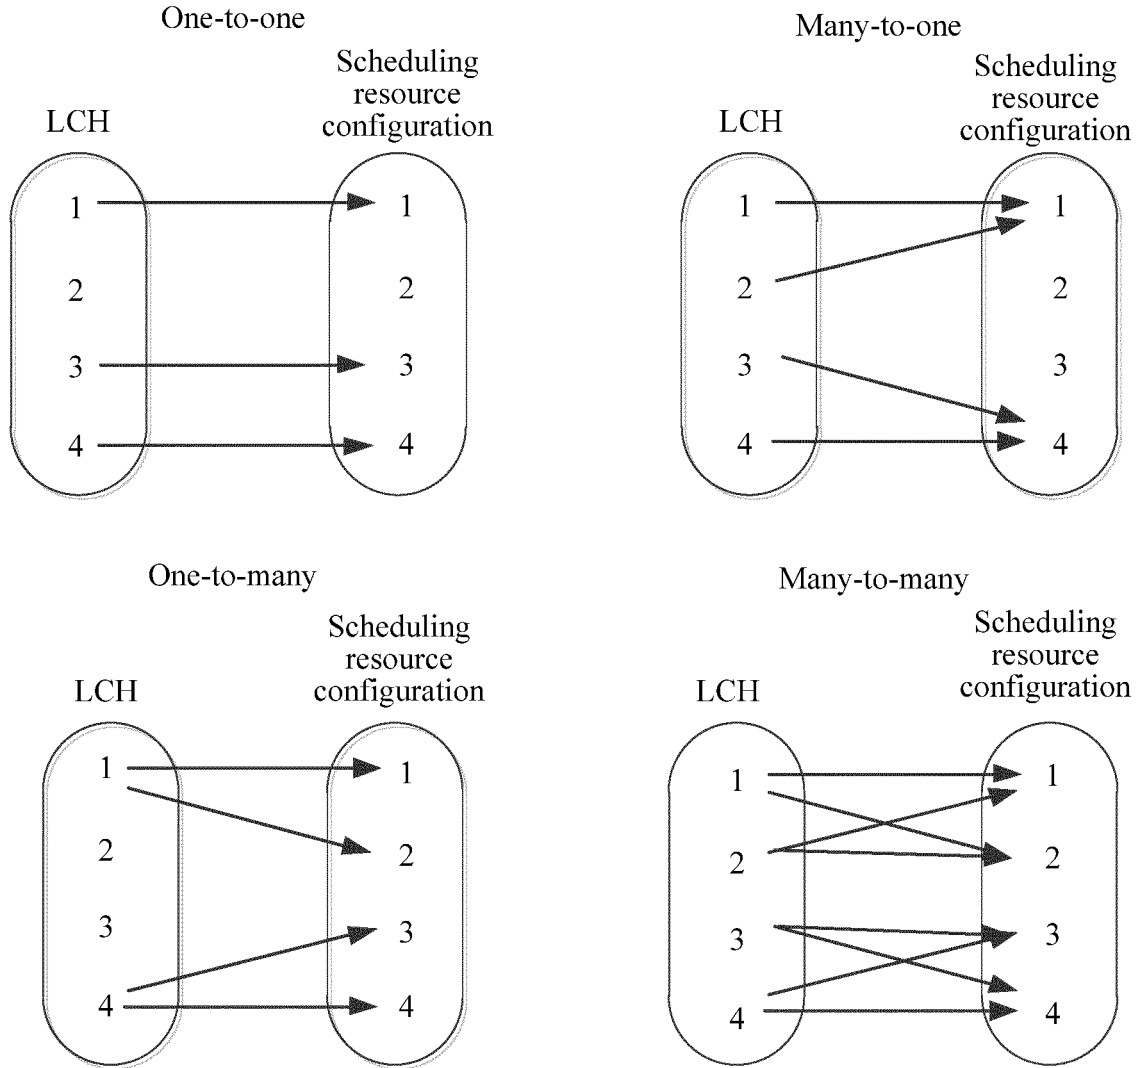 One-to-one
Scheduling
resource
configuration
LCH
1
1
2
2
3
3
4
4
Many-to-one
Scheduling
resource
configuration
LCH
1
1
2
2
3
3
4
4
One-to-many
Scheduling
resource
configuration
LCH
1
1
2
2
3
3
4
4
Many-to-many
Scheduling
resource
configuration
LCH
1
1
2
2
3
3
4
4